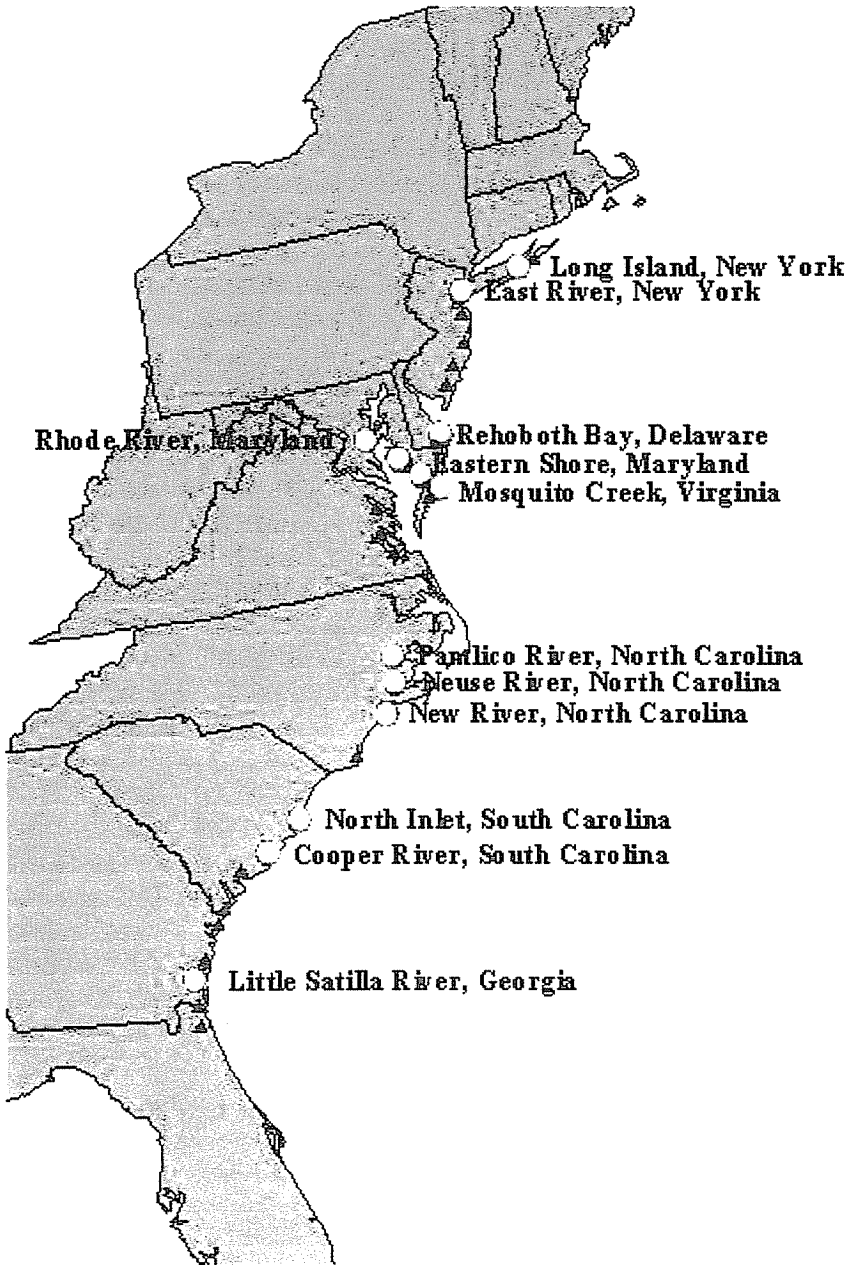 Long Island, New York
East River, New York
Rhode River, Maryland
Rehoboth Bay, Delaware
Eastern Shore, Maryland
Mosquito Creek, Virginia
Pamlico River, North Carolina
Neuse River, North Carolina
New River, North Carolina
North Inlet, South Carolina
Cooper River, South Carolina
Little Satilla River, Georgia